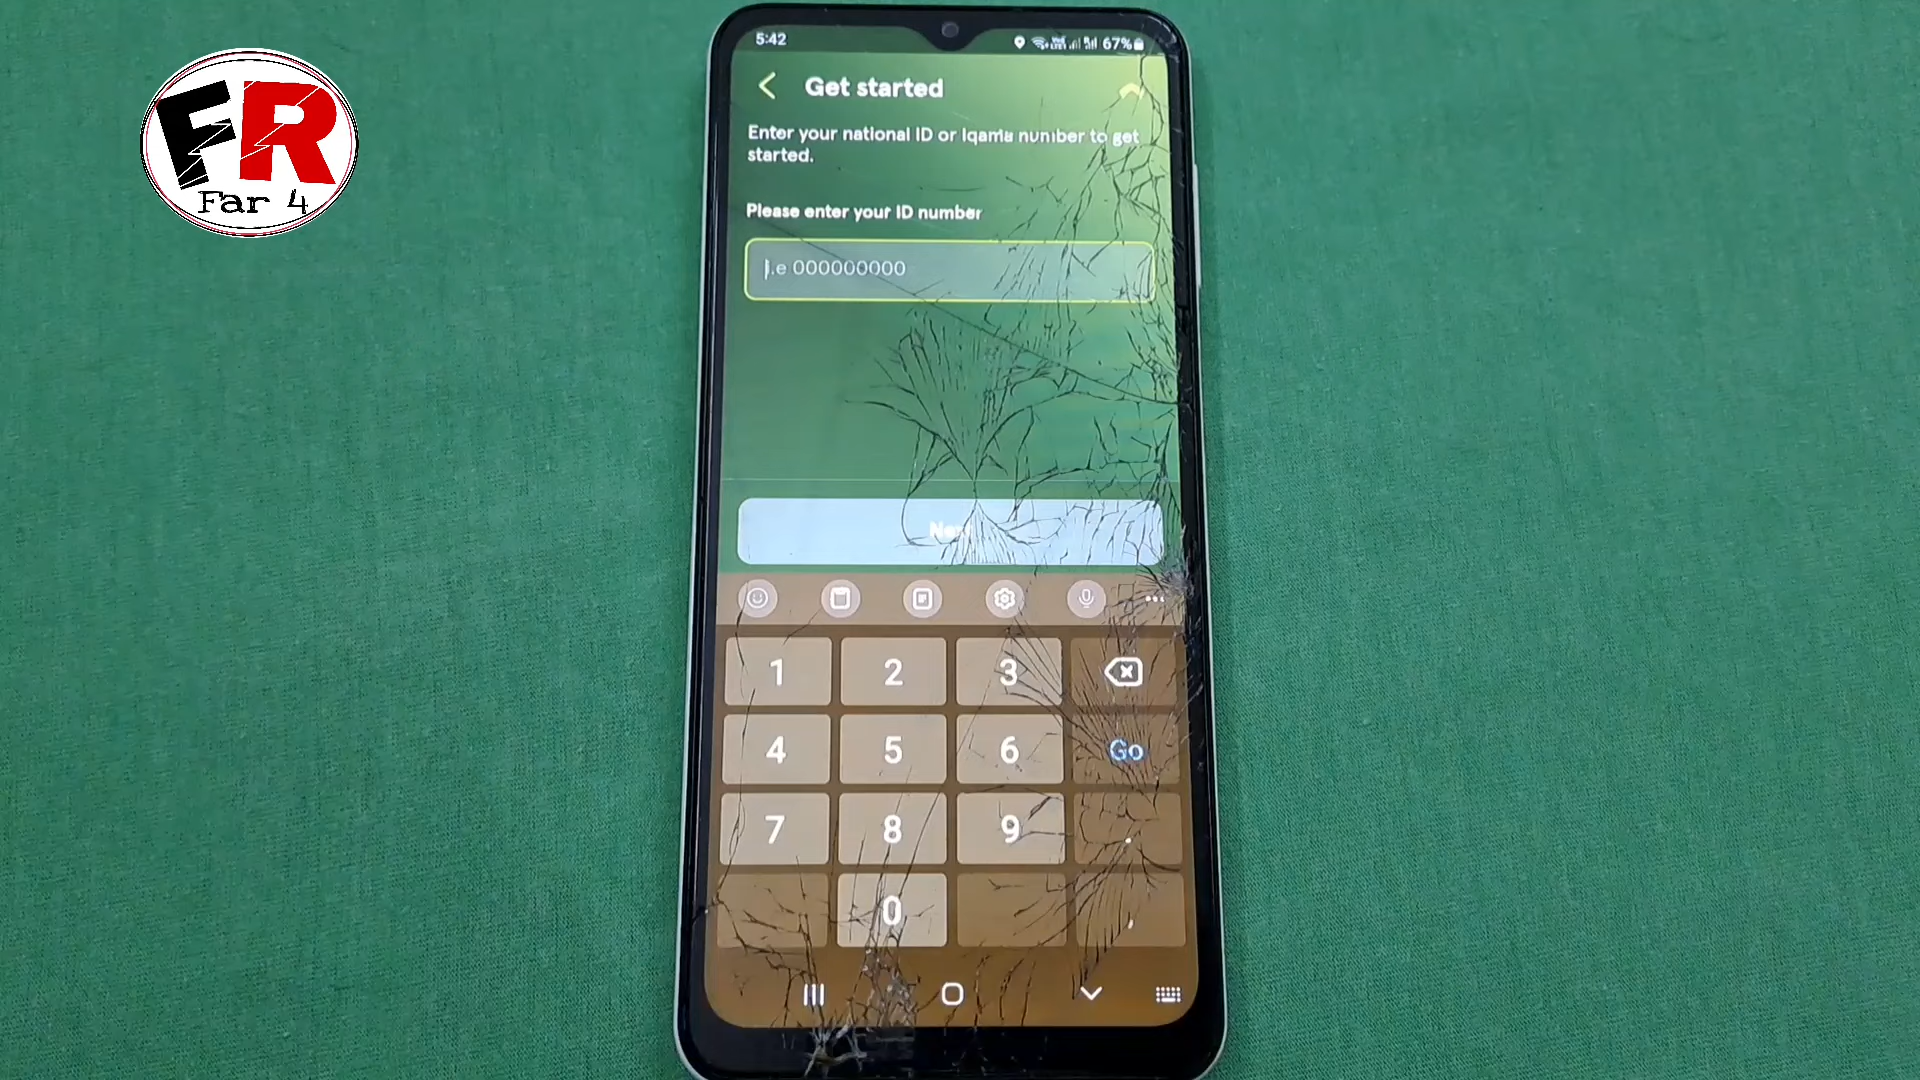 FR
Far 4
5:42
67%
Get started
Enter your national ID or Iqama number to get
started.
Please enter your ID number
i.e 000000000
1 2 3
4 5 6 Go
7 8 9 .
0 ,